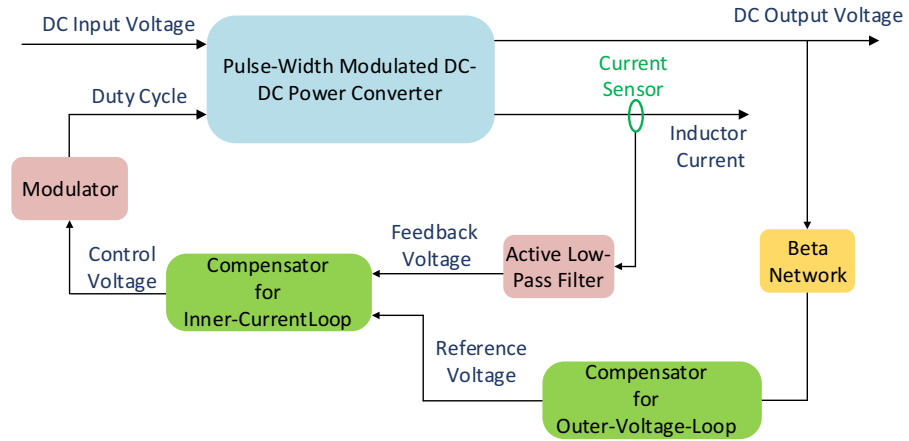 DC Input Voltage
DC Output Voltage
Pulse-Width Modulated DC-
DC Power Converter
Current
Sensor
Duty Cycle
Inductor
Current
Modulator
Feedback
Voltage
Active Low-
Pass Filter
Beta
Network
Control
Voltage
Compensator
for
Inner-CurrentLoop
Reference
Voltage
Compensator
for
Outer-Voltage-Loop